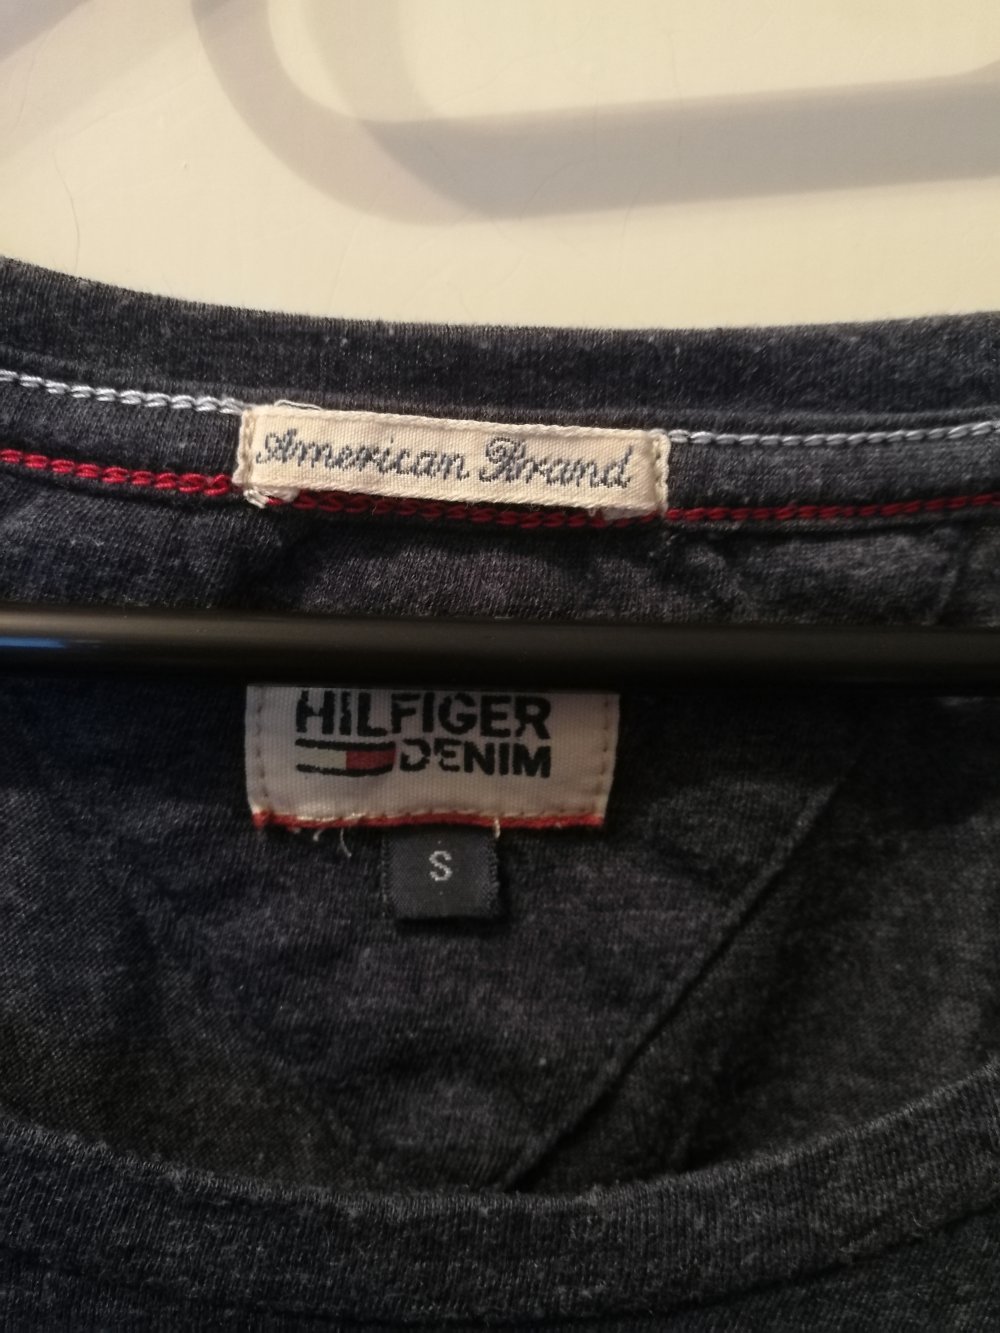 American Brand
HILFIGER
DENIM
S